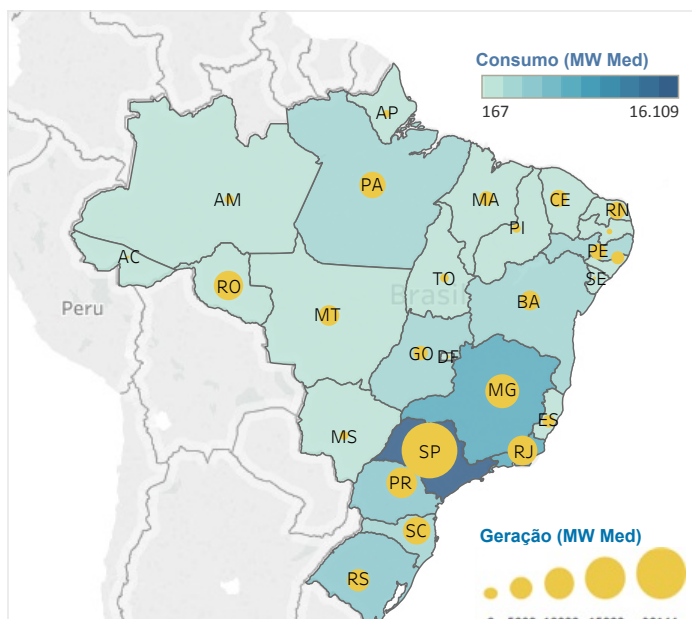 Consumo (MW Med)
167 16.109
AP
AM PA MA CE
RN
PI
AC PE
RO TO SE
Peru MT Brasil BA
GO DF
MG
MS ES
SP RJ
PR
SC
Geração (MW Med)
RS